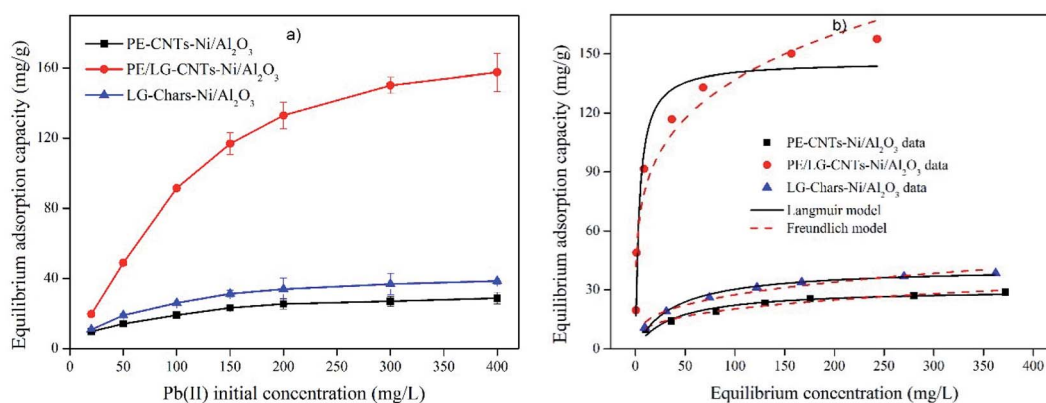 a)
PE-CNTs-Ni/Al₂O₃
PE/LG-CNTs-Ni/Al₂O₃
LG-Chars-Ni/Al₂O₃
Equilibrium adsorption capacity (mg/g)
160
120
80
40
0
0 50 100 150 200 250 300 350 400
Pb(II) initial concentration (mg/L)
b)
Equilibrium adsorption capacity (mg/g)
150
120
90
60
30
0
PE-CNTs-Ni/Al₂O₃ data
PE/LG-CNTs-Ni/Al₂O₃ data
LG-Chars-Ni/Al₂O₃ data
Langmuir model
Freundlich model
0 50 100 150 200 250 300 350 400
Equilibrium concentration (mg/L)